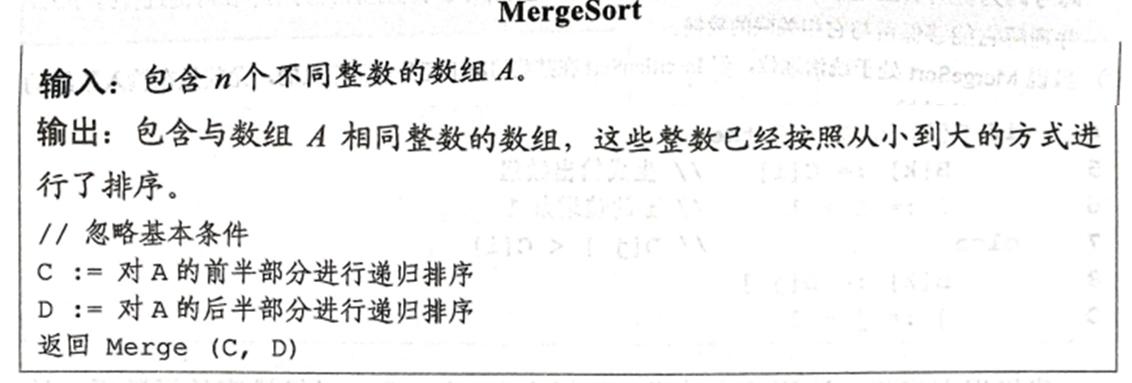 MergeSort
输入：包含 n 个不同整数的数组 A。
输出：包含与数组 A 相同整数的数组，这些整数已经按照从小到大的方式进
行了排序。
// 忽略基本条件
C := 对 A 的前半部分进行递归排序
D := 对 A 的后半部分进行递归排序
返回 Merge (C, D)